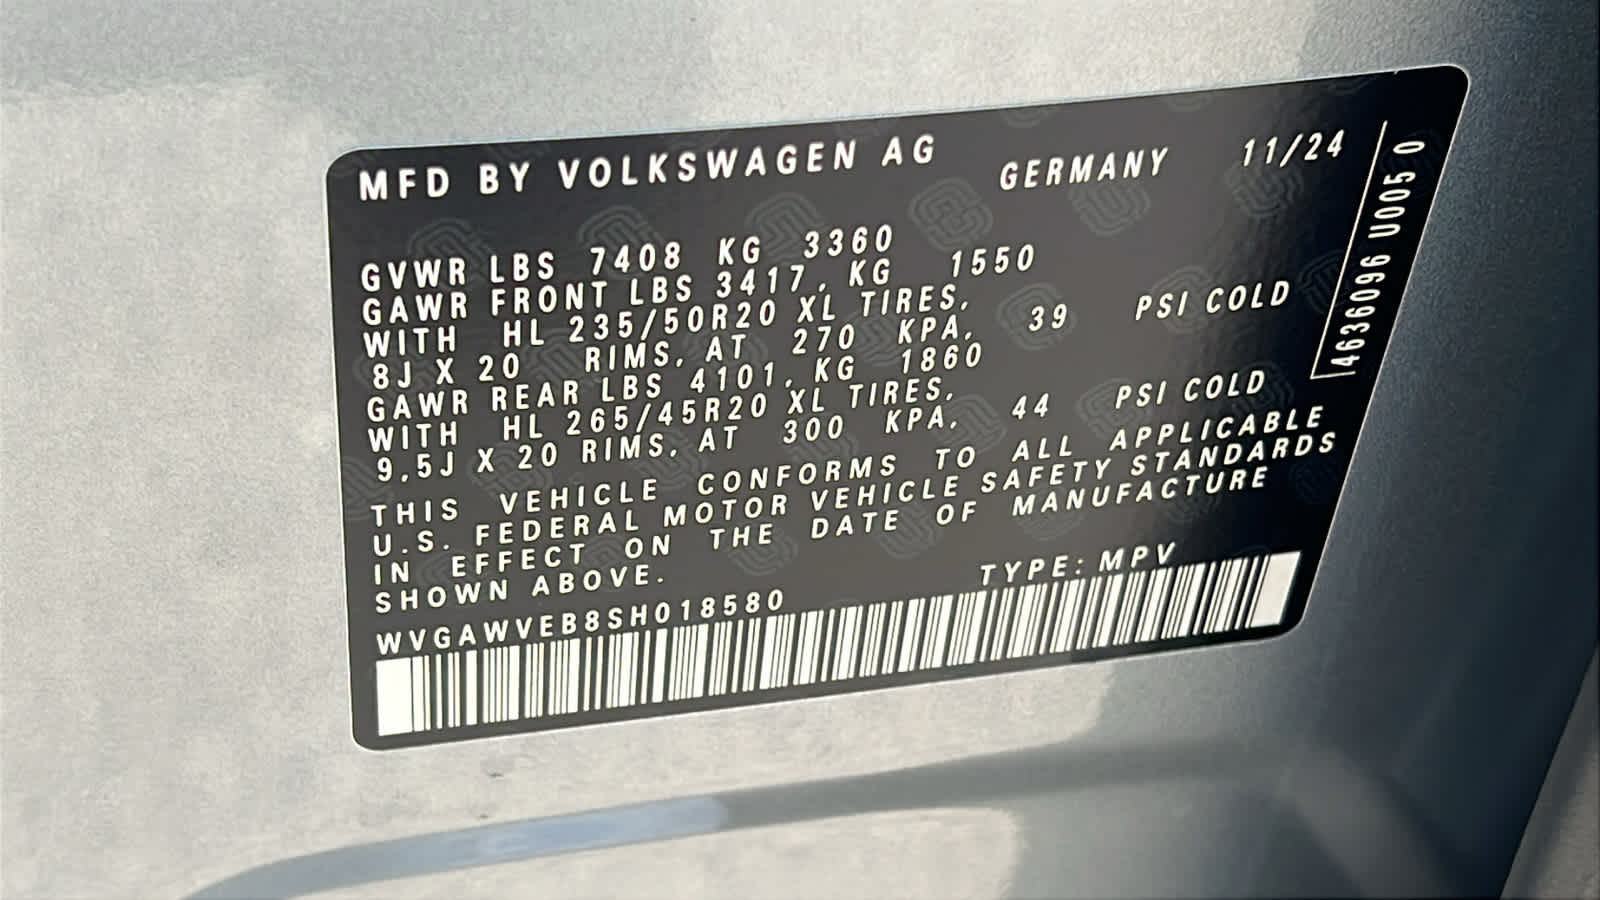 MFD BY VOLKSWAGEN AG GERMANY 11/24
GVWR LBS 7408 KG 3360
GAWR FRONT LBS 3417, KG 1550
WITH HL 235/50R20 XL TIRES,
8J X 20 RIMS, AT 270 KPA, 39 PSI COLD
GAWR REAR LBS 4101, KG 1860
WITH HL 265/45R20 XL TIRES,
9,5J X 20 RIMS, AT 300 KPA, 44 PSI COLD
THIS VEHICLE CONFORMS TO ALL APPLICABLE
U.S. FEDERAL MOTOR VEHICLE SAFETY STANDARDS
IN EFFECT ON THE DATE OF MANUFACTURE
SHOWN ABOVE.
WVGAWVEB8SH018580 TYPE: MPV
4636096 U005 0